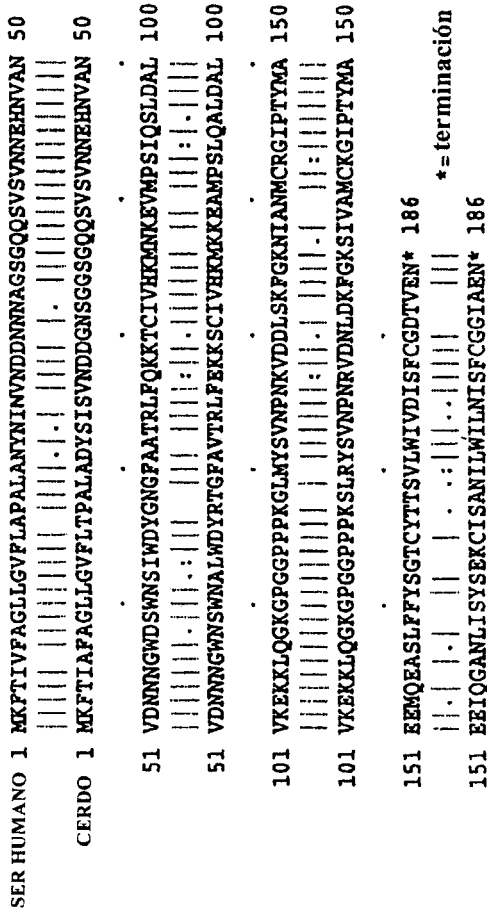 SER HUMANO 1 MKFTIVFAGLLGVFLAPALANYNINVNDDNNNAGSGQQSVSVNNEHNVAN 50
CERDO 1 MKFTIAFAGLLGVFLTPALADYSISVNDDGNSGGSGQQSVSVNNEHNVAN 50
51 VDNNNGWDSWNSIWDYGNGFAATRLFQKKTCIVHKMNKEVMPSIQSLDAL 100
51 VDNNNGWNSWNALWDYRTGFAVTRLFEKKSCIVHKMKKEAMPSLQALDAL 100
101 VKEKKLQGKGPGGPPPKGLMYSVNPNKVDDLSKFGKNIANMCRGIPTYMA 150
101 VKEKKLQGKGPGGPPPKSLRYSVNPNRVDNLDKFGKSIVAMCKGIPTYMA 150
151 EEMQEASLFFYSGTCYTTSVLWIVDISFCGDTVEN* 186
*=terminación
151 EEIQGANLISYSEKCISANILWILNISFCGGIAEN* 186